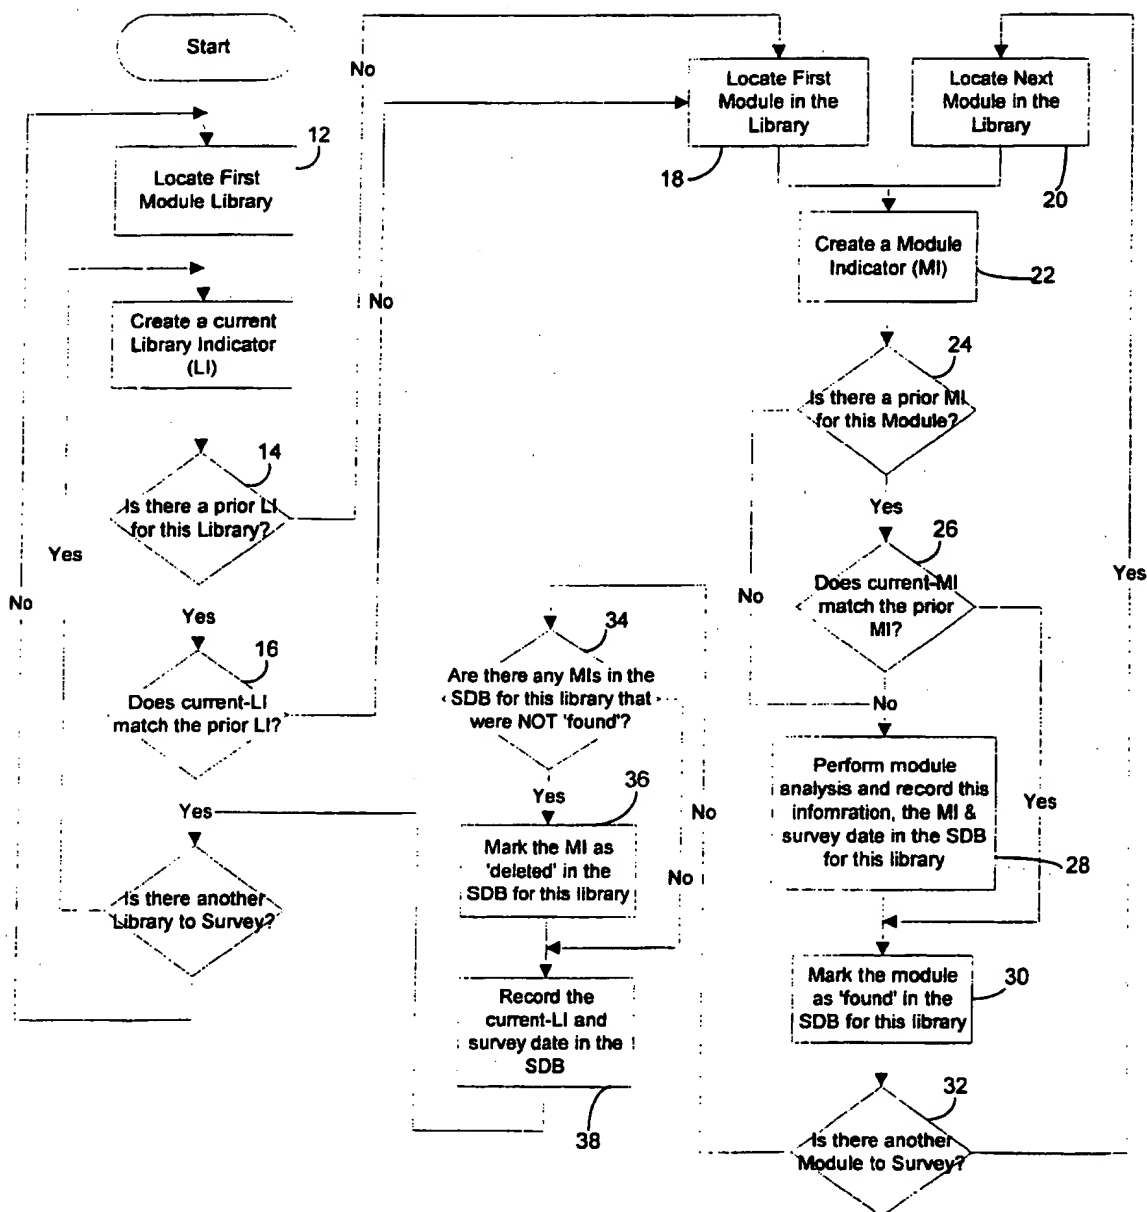 Start
12
Locate First
Module Library
Create a current
Library Indicator
(LI)
14
Is there a prior LI
for this Library?
No
Yes
No
Yes
16
Does current-LI
match the prior LI?
Yes
Is there another
Library to Survey?
No
Locate First
Module in the
Library
18
Locate Next
Module in the
Library
20
Create a Module
Indicator (MI)
22
24
Is there a prior MI
for this Module?
Yes
No
26
Does current-MI
match the prior
MI?
No
Yes
Yes
Perform module
analysis and record this
infomration, the MI &
survey date in the SDB
for this library
28
Mark the module
as 'found' in the
SDB for this library
30
32
Is there another
Module to Survey?
No
34
Are there any MIs in the
SDB for this library that
were NOT 'found'?
Yes
No
36
Mark the MI as
'deleted' in the
SDB for this library
Record the
current-LI and
survey date in the
SDB
38